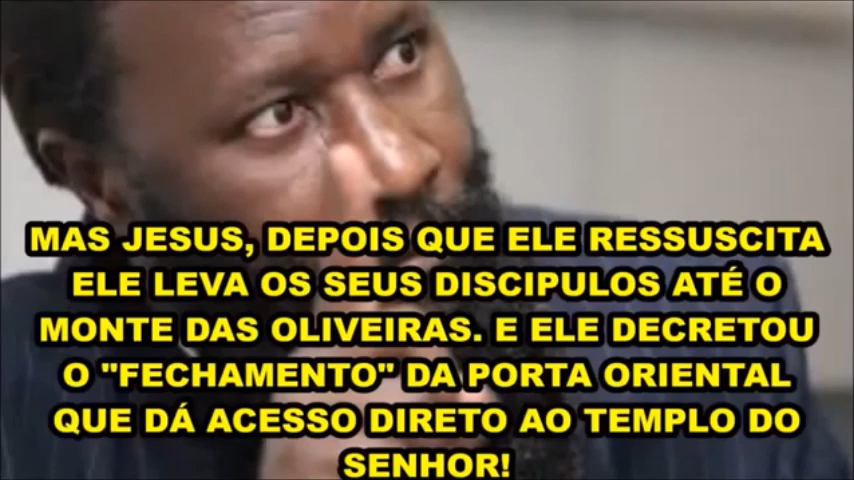 MAS JESUS, DEPOIS QUE ELE RESSUSCITA
ELE LEVA OS SEUS DISCIPULOS ATÉ O
MONTE DAS OLIVEIRAS. E ELE DECRETOU
O "FECHAMENTO" DA PORTA ORIENTAL
QUE DÁ ACESSO DIRETO AO TEMPLO DO
SENHOR!